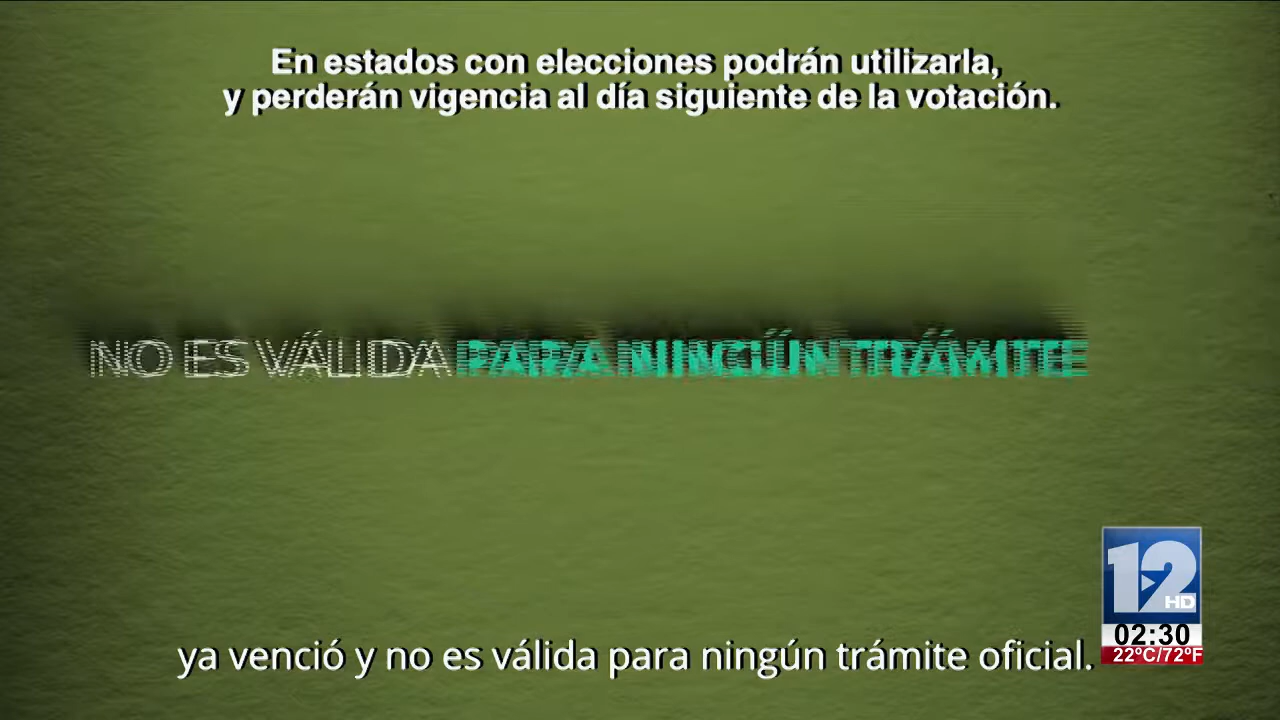 En estados con elecciones podrán utilizarla,
y perderán vigencia al día siguiente de la votación.
NO ES VÁLIDA PARA NINGÚN TRÁMITE
12
HD
02:30
22°C/72°F
ya venció y no es válida para ningún trámite oficial.